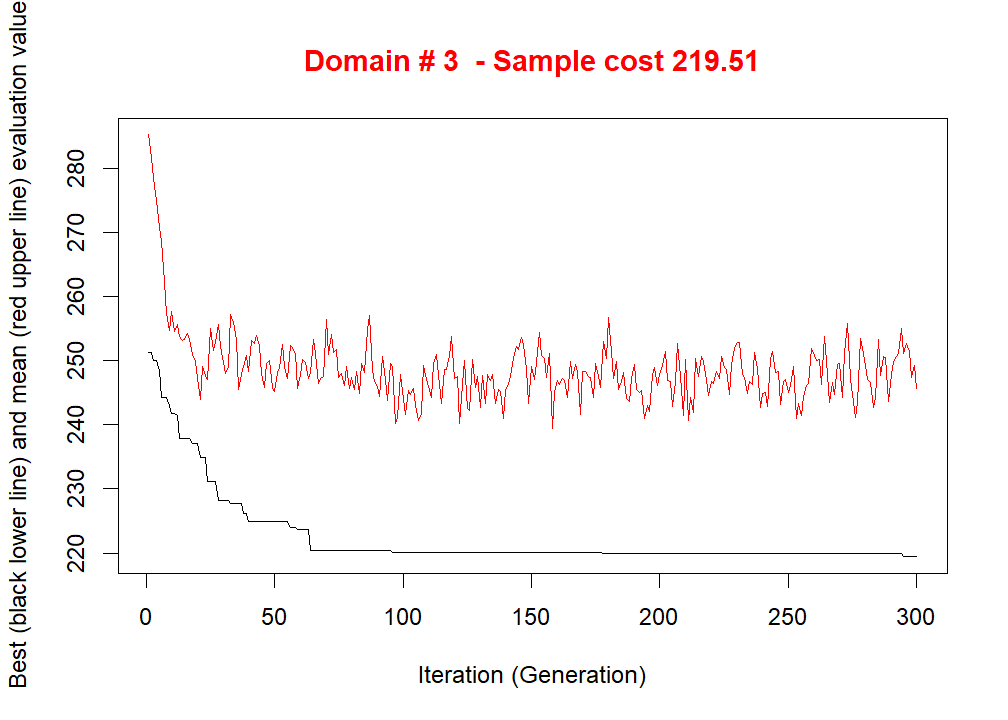 Domain # 3  - Sample cost 219.51
Best (black lower line) and mean (red upper line) evaluation value
280
270
260
250
240
230
220
0 50 100 150 200 250 300
Iteration (Generation)